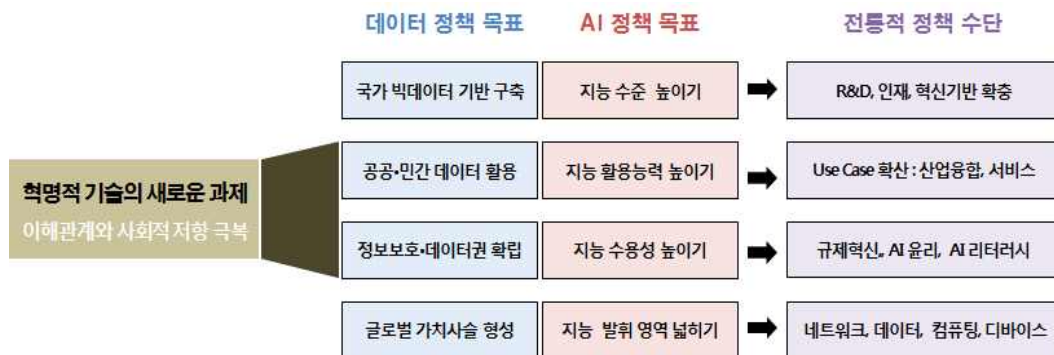 데이터 정책 목표 AI 정책 목표 전통적 정책 수단
국가 빅데이터 기반 구축 지능 수준 높이기 R&D, 인재, 혁신기반 확충
공공•민간 데이터 활용 지능 활용능력 높이기 Use Case 확산 : 산업융합, 서비스
혁명적 기술의 새로운 과제
이해관계와 사회적 저항 극복
정보보호•데이터권 확립 지능 수용성 높이기 규제혁신,, AI 윤리, AI 리터러시
글로벌 가치사슬 형성 지능 발휘 영역 넓히기 네트워크, 데이터, 컴퓨팅, 디바이스